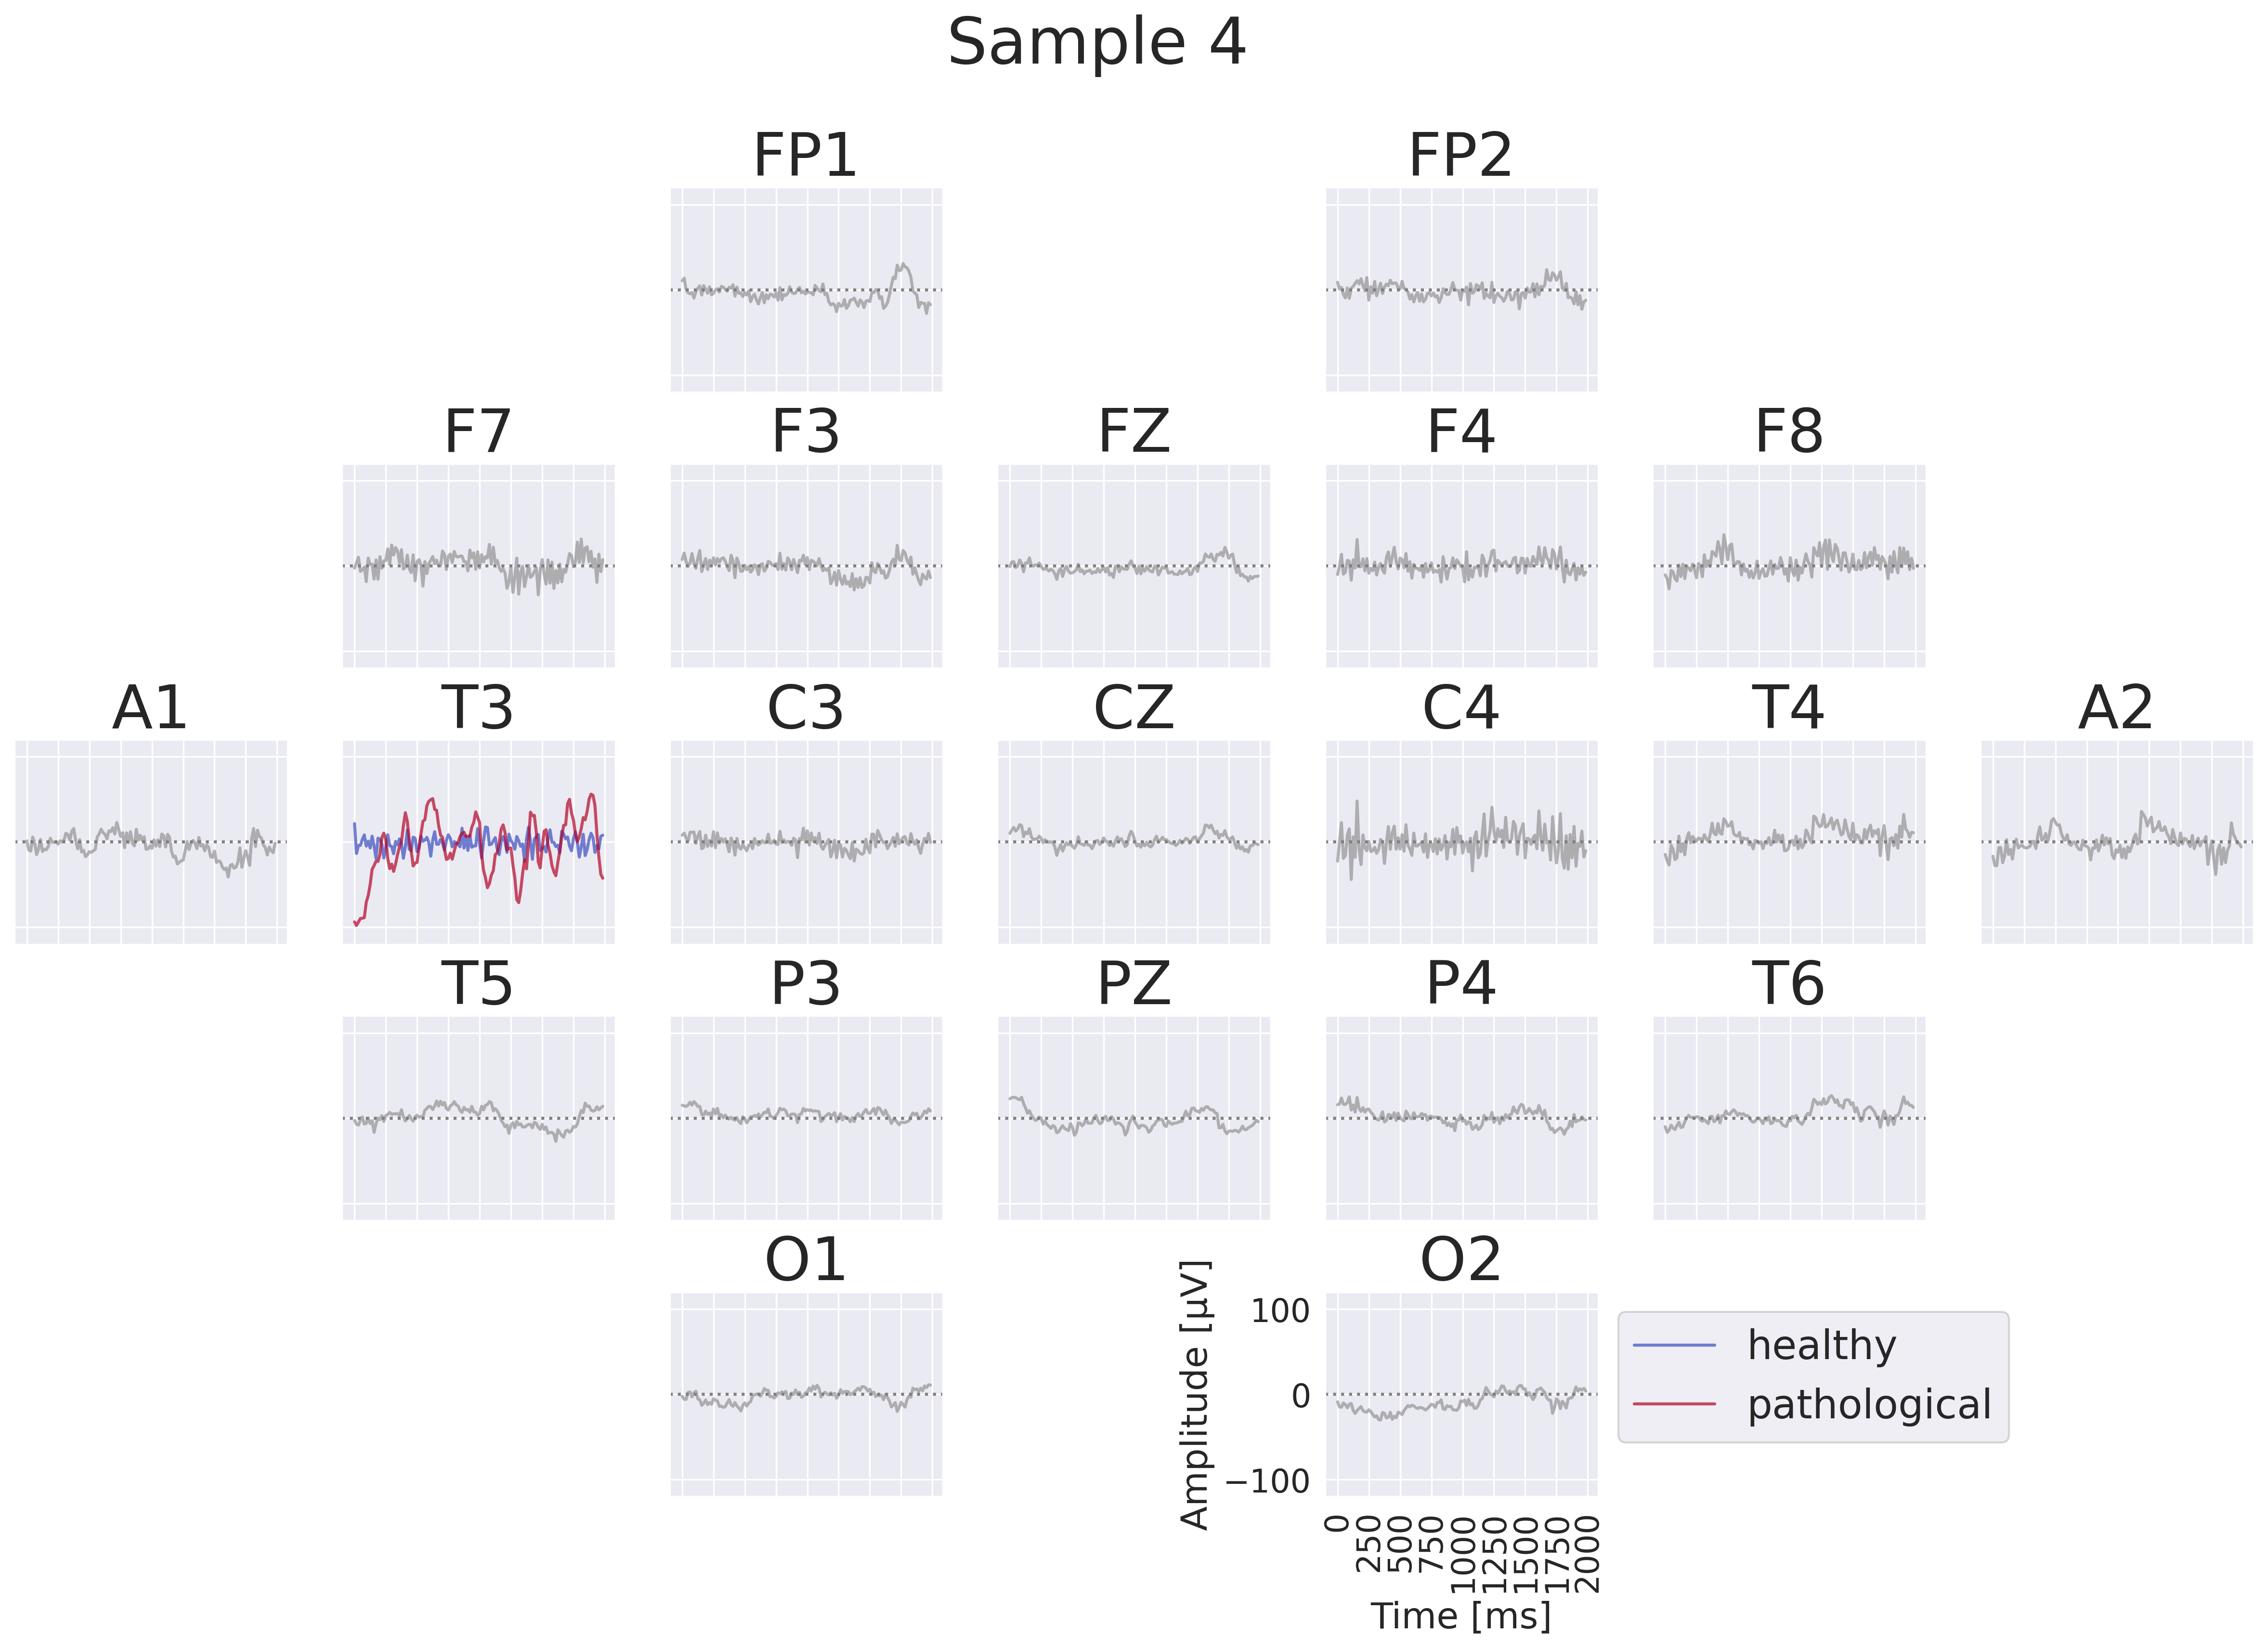 Sample 4
FP1 FP2
F7 F3 FZ F4 F8
A1 T3 C3 CZ C4 T4 A2
T5 P3 PZ P4 T6
O1 O2
Amplitude [µV]
100
0
−100
healthy
pathological
0 250 500 750 1000 1250 1500 1750 2000
Time [ms]